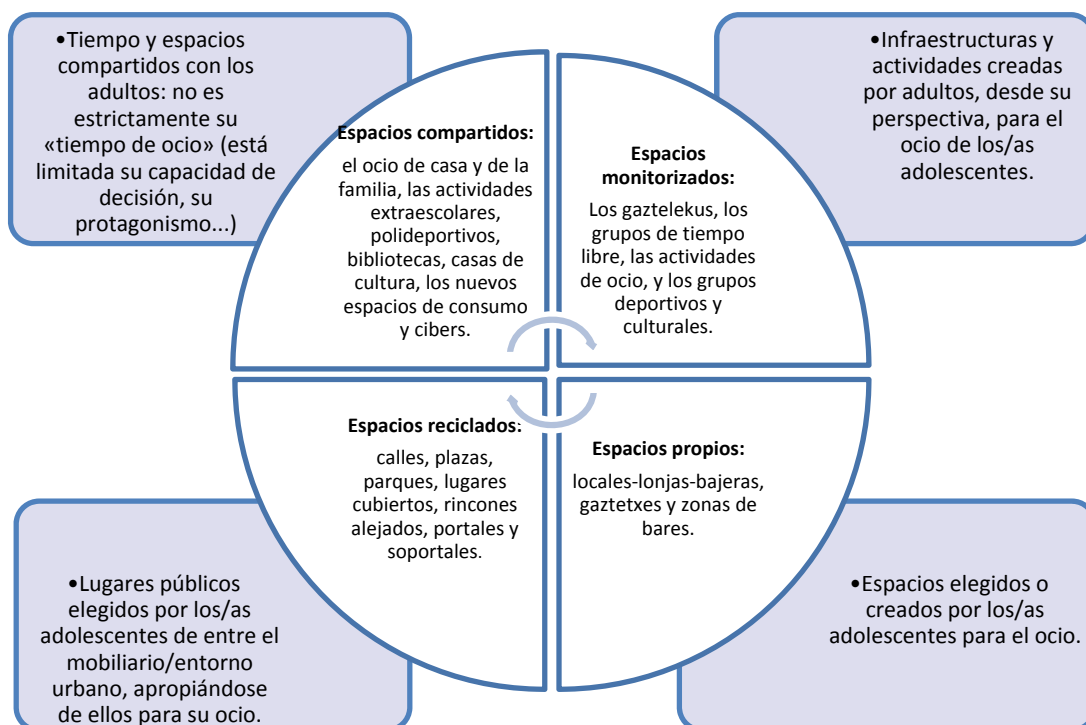 •Tiempo y espacios
compartidos con los
adultos: no es
estrictamente su
«tiempo de ocio» (está
limitada su capacidad de
decisión, su
protagonismo...)
Espacios compartidos:
el ocio de casa y de la
familia, las actividades
extraescolares,
polideportivos,
bibliotecas, casas de
cultura, los nuevos
espacios de consumo
y cibers.
Espacios
monitorizados:
Los gaztelekus, los
grupos de tiempo
libre, las actividades
de ocio, y los grupos
deportivos y
culturales.
•Infraestructuras y
actividades creadas
por adultos, desde su
perspectiva, para el
ocio de los/as
adolescentes.
Espacios reciclados:
calles, plazas,
parques, lugares
cubiertos, rincones
alejados, portales y
soportales.
Espacios propios:
locales-lonjas-bajeras,
gaztetxes y zonas de
bares.
•Lugares públicos
elegidos por los/as
adolescentes de entre el
mobiliario/entorno
urbano, apropiándose
de ellos para su ocio.
•Espacios elegidos o
creados por los/as
adolescentes para el ocio.